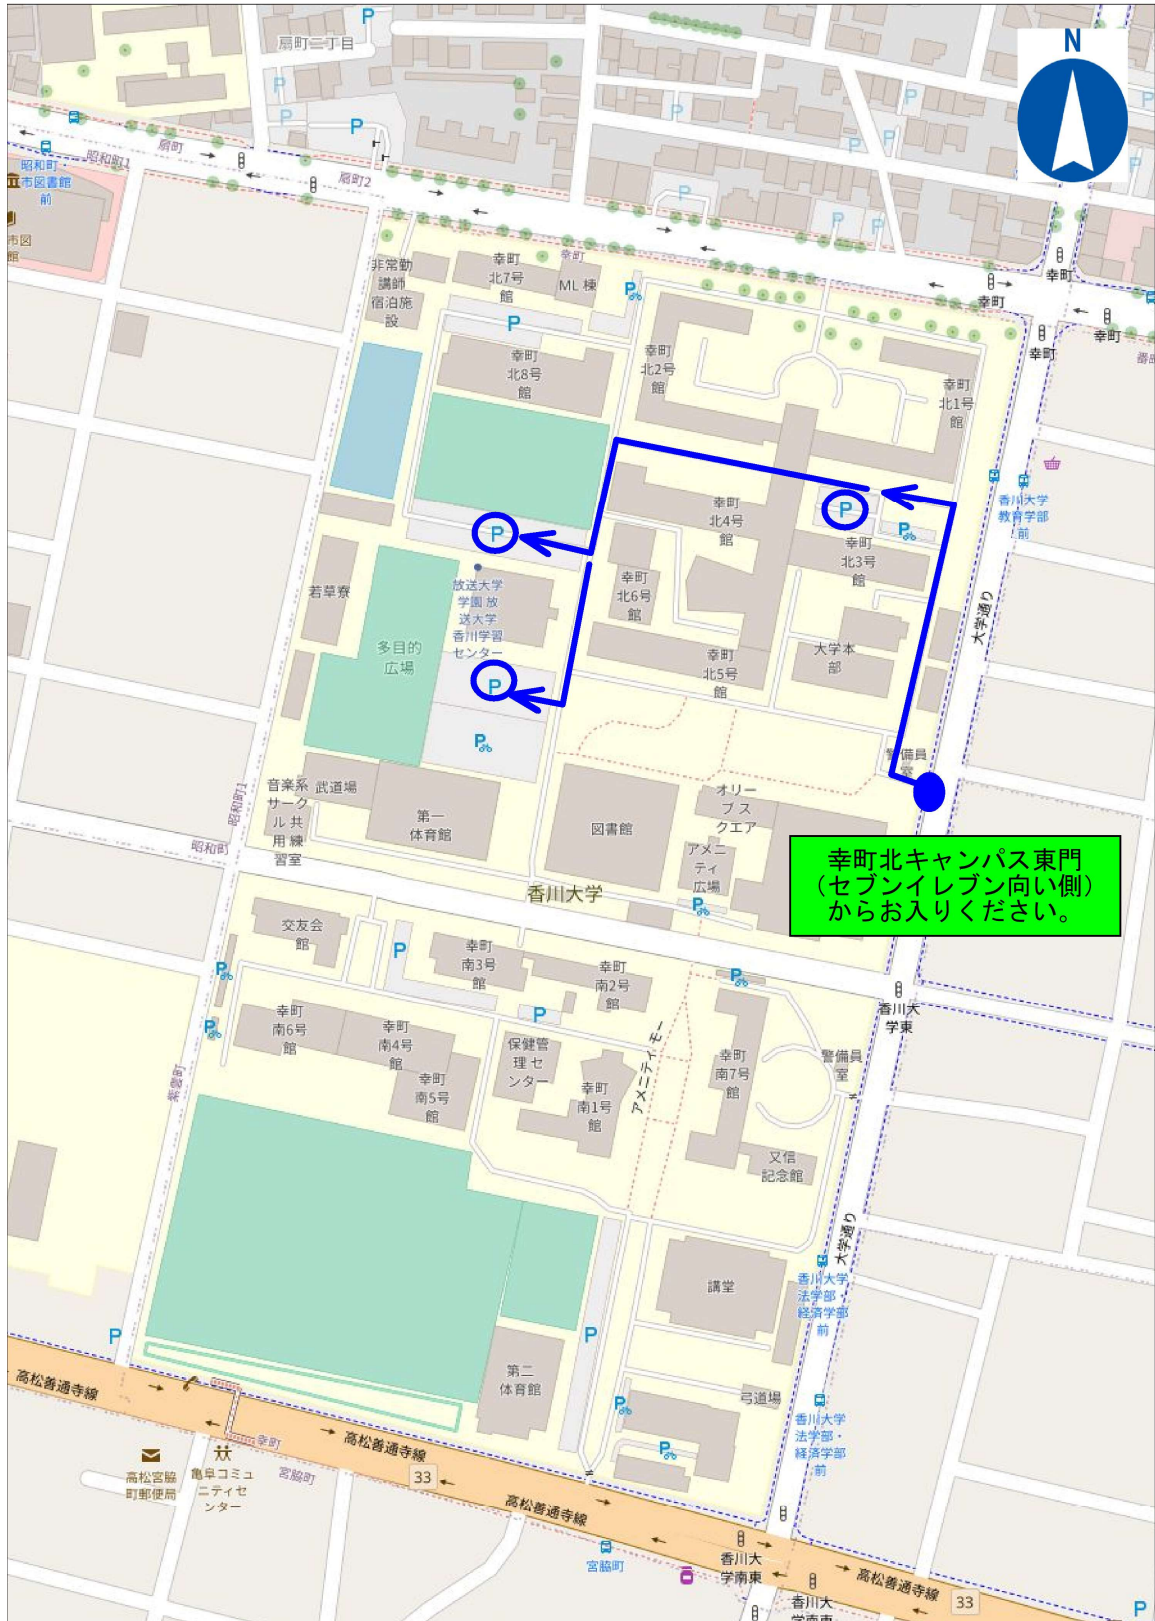 N
P
扇町二丁目
P
P
P
P
P
P
P
P
P
P
P
昭和町1
扇町
扇町2
昭和町・
市図書館
前
市図
館
幸町
幸町
幸町
幸町
幸町
非常勤
講師
宿泊施
設
幸町
北7号
館
ML 棟
P
P
幸町
北8号
館
幸町
北2号
館
幸町
北1号
館
香川大学
教育学部
前
P
P
P
幸町
北4号
館
幸町
北3号
館
幸町
北6号
館
若草寮
放送大学
学園 放
送大学
香川学習
センター
多目的
広場
大学本
部
大学通り
幸町
北5号
館
P
P
警備員
室
音楽系
サーク
ル 共
用 練
習室
武道場
第一
体育館
図書館
オリー
ブ ス
クエア
アメニ
ティ
広場
昭和町1
昭和町
幸町北キャンパス東門
(セブンイレブン向い側)
からお入りください。
香川大学
P
交友会
館
P
P
幸町
南3号
館
幸町
南2号
館
P
香川大
学東
P
幸町
南6号
館
幸町
南4号
館
幸町
南5号
館
P
保健管
理 セ
ンター
幸町
南1号
館
アメニティ モー
幸町
南7号
館
警備員
室
紫雲町
又信
記念館
大学通り
講堂
香川大学
法学部・
経済学部
前
P
P
第二
体育館
P
P
弓道場
香川大学
法学部・
経済学部
前
高松善通寺線
高松善通寺線
33
幸町
宮脇町
高松宮脇
町郵便局
亀阜コミュ
ニティセ
ンター
高松善通寺線
宮脇町
香川大
学南東
高松善通寺線
33
香川大
学南東
P